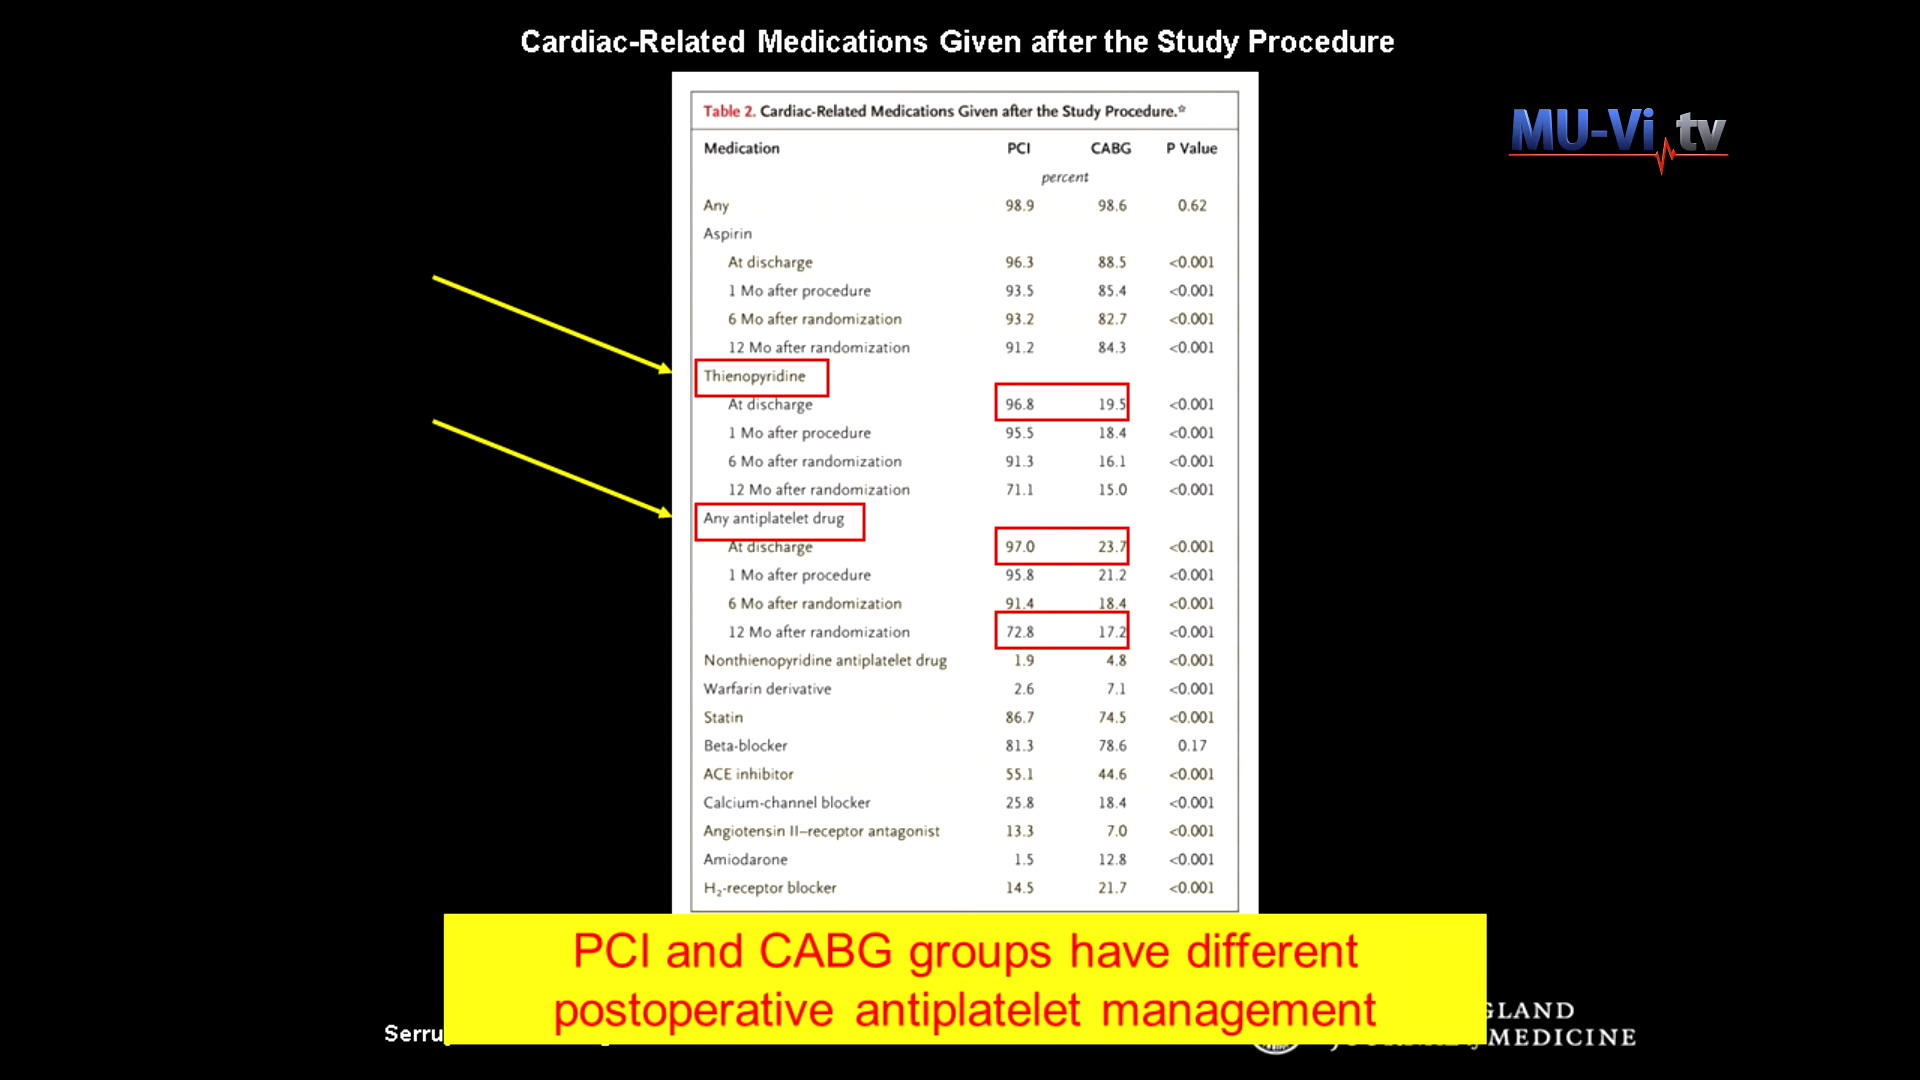 Cardiac-Related Medications Given after the Study Procedure
MU-Vi tv
Table 2. Cardiac-Related Medications Given after the Study Procedure.*
Medication PCI CABG P Value
percent
Any 98.9 98.6 0.62
Aspirin
At discharge 96.3 88.5 <0.001
1 Mo after procedure 93.5 85.4 <0.001
6 Mo after randomization 93.2 82.7 <0.001
12 Mo after randomization 91.2 84.3 <0.001
Thienopyridine
At discharge 96.8 19.5 <0.001
1 Mo after procedure 95.5 18.4 <0.001
6 Mo after randomization 91.3 16.1 <0.001
12 Mo after randomization 71.1 15.0 <0.001
Any antiplatelet drug
At discharge 97.0 23.7 <0.001
1 Mo after procedure 95.8 21.2 <0.001
6 Mo after randomization 91.4 18.4 <0.001
12 Mo after randomization 72.8 17.2 <0.001
Nonthienopyridine antiplatelet drug 1.9 4.8 <0.001
Warfarin derivative 2.6 7.1 <0.001
Statin 86.7 74.5 <0.001
Beta-blocker 81.3 78.6 0.17
ACE inhibitor 55.1 44.6 <0.001
Calcium-channel blocker 25.8 18.4 <0.001
Angiotensin II–receptor antagonist 13.3 7.0 <0.001
Amiodarone 1.5 12.8 <0.001
H₂-receptor blocker 14.5 21.7 <0.001
PCI and CABG groups have different
postoperative antiplatelet management
MEDICINE